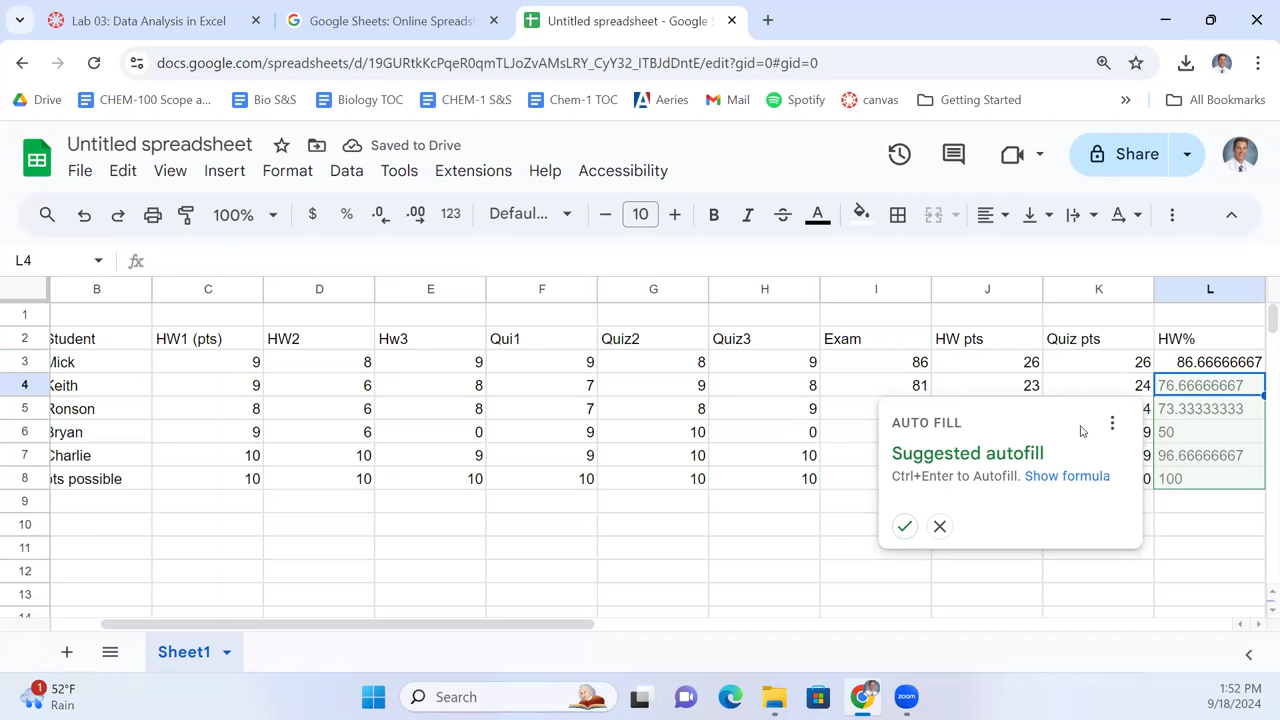 Lab 03: Data Analysis in Excel
Google Sheets: Online Spreads
Untitled spreadsheet - Google S
docs.google.com/spreadsheets/d/19GURtkKcPqeR0qmTLJoZvAMsLRY_CyY32_lTBJdDntE/edit?gid=0#gid=0
Drive CHEM-100 Scope a... Bio S&S Biology TOC CHEM-1 S&S Chem-1 TOC Aeries Mail Spotify canvas Getting Started » All Bookmarks
Untitled spreadsheet Saved to Drive
File Edit View Insert Format Data Tools Extensions Help Accessibility
Share
100% $ % .0 .00 123 Defaul... 10 B I S A
L4 fx
B C D E F G H I J K L
1
2 Student HW1 (pts) HW2 Hw3 Qui1 Quiz2 Quiz3 Exam HW pts Quiz pts HW%
3 Mick 9 8 9 9 8 9 86 26 26 86.66666667
4 Keith 9 6 8 7 9 8 81 23 24 76.66666667
5 Ronson 8 6 8 7 8 9 4 73.33333333
6 Bryan 9 6 0 9 10 0 9 50
7 Charlie 10 10 9 9 10 10 9 96.66666667
8 pts possible 10 10 10 10 10 10 0 100
9
10
11
12
13
14
AUTO FILL
Suggested autofill
Ctrl+Enter to Autofill. Show formula
Sheet1
1
52°F
Rain
Search
zoom
1:52 PM
9/18/2024